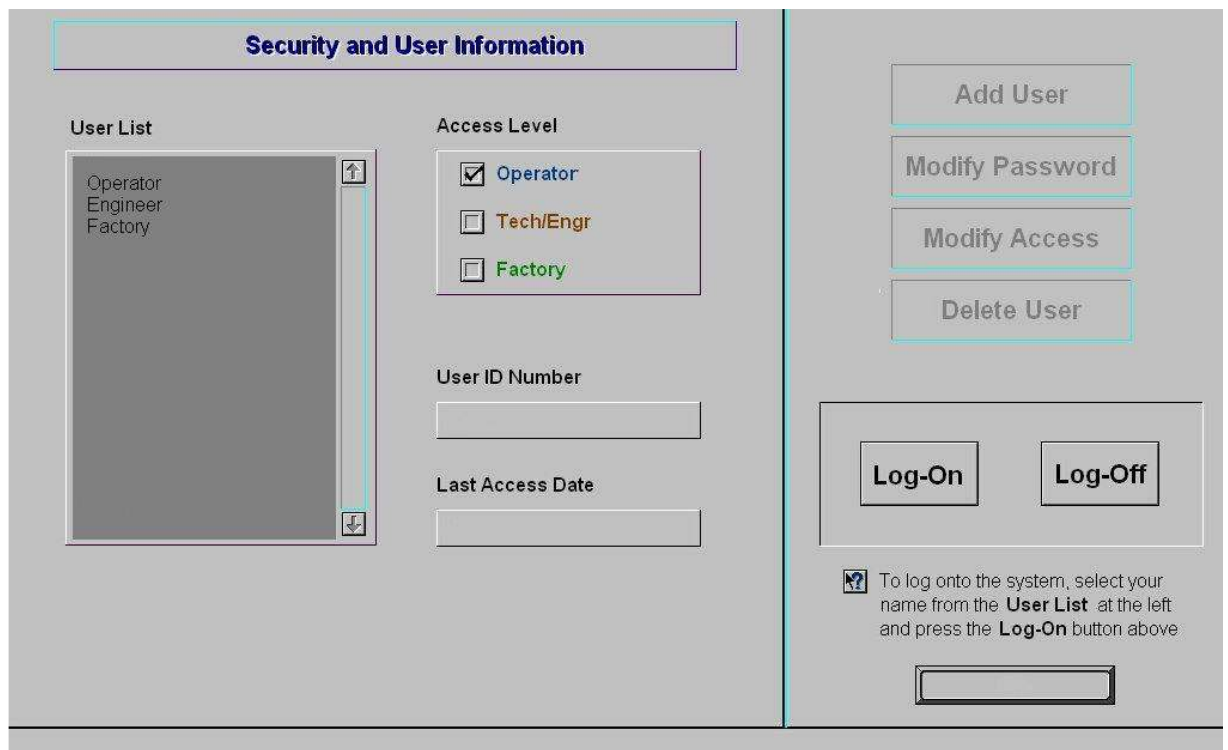 Security and User Information
User List
Operator
Engineer
Factory
Access Level
Operator
Tech/Engr
Factory
User ID Number
Last Access Date
Add User
Modify Password
Modify Access
Delete User
Log-On
Log-Off
To log onto the system, select your
name from the User List at the left
and press the Log-On button above